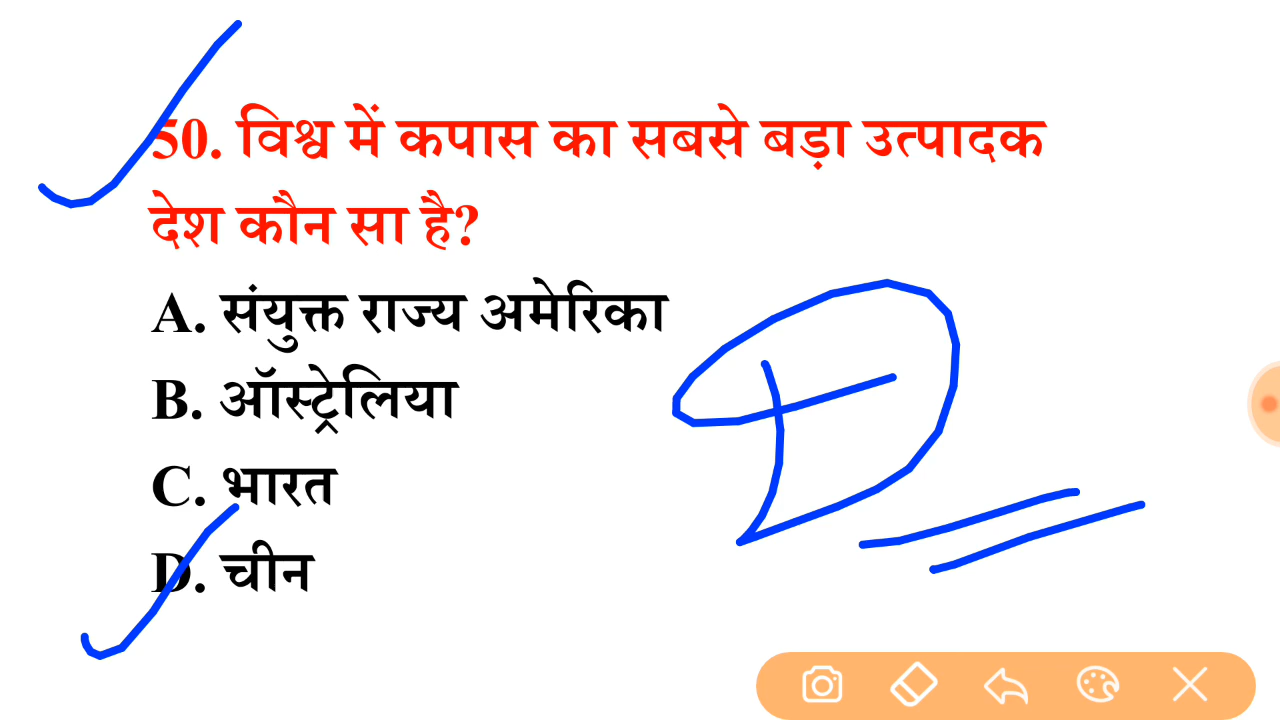 50. विश्व में कपास का सबसे बड़ा उत्पादक
देश कौन सा है?
A. संयुक्त राज्य अमेरिका
B. ऑस्ट्रेलिया
C. भारत
D. चीन
D